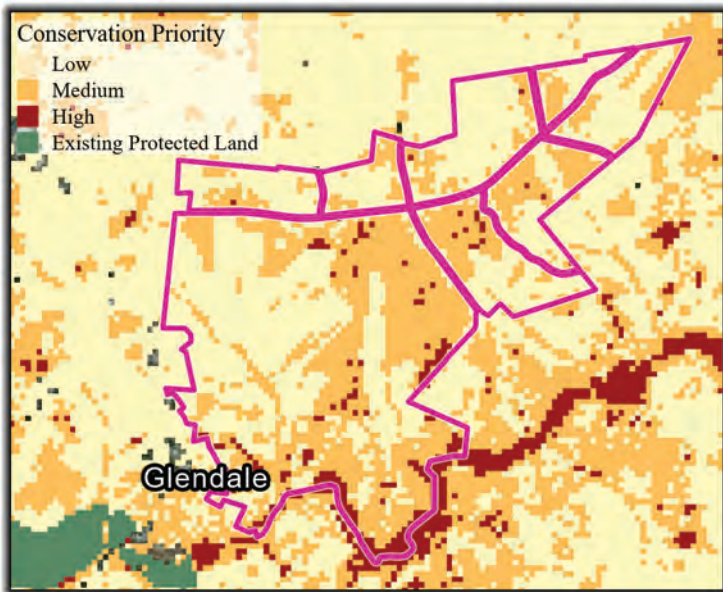 Conservation Priority
Low
Medium
High
Existing Protected Land
Glendale